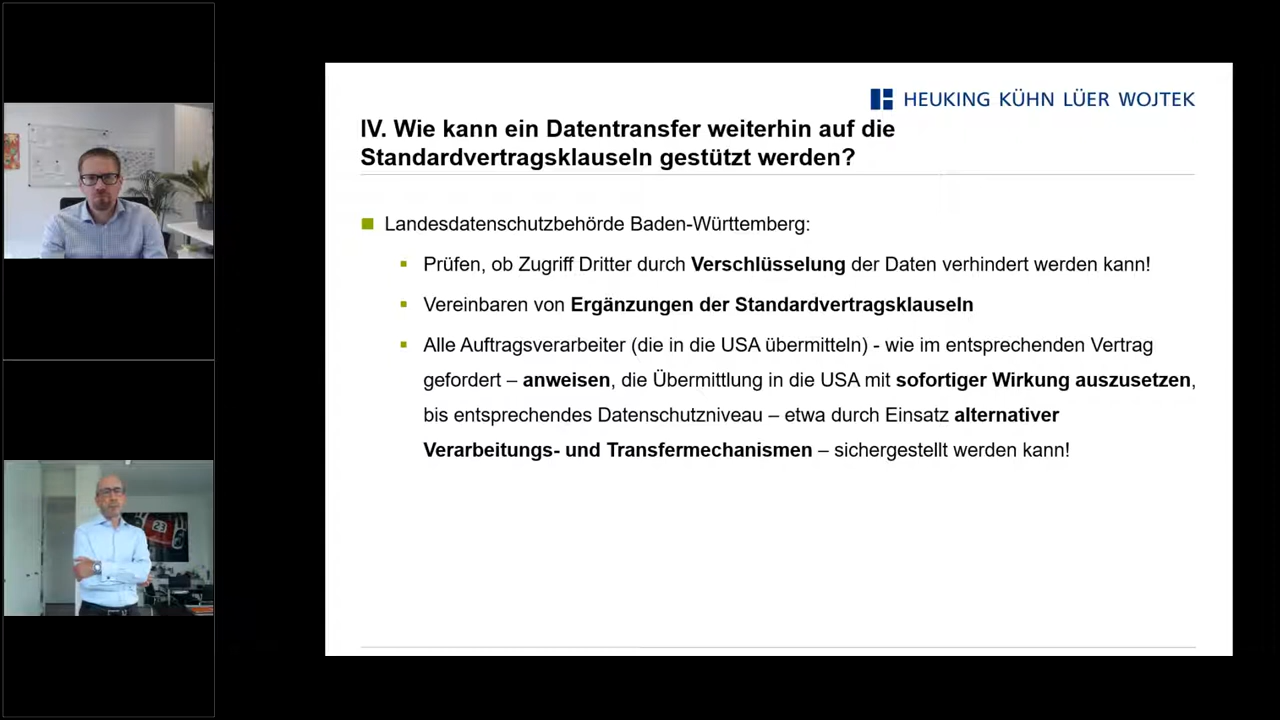 HEUKING KÜHN LÜER WOJTEK
IV. Wie kann ein Datentransfer weiterhin auf die
Standardvertragsklauseln gestützt werden?
Landesdatenschutzbehörde Baden-Württemberg:
Prüfen, ob Zugriff Dritter durch Verschlüsselung der Daten verhindert werden kann!
Vereinbaren von Ergänzungen der Standardvertragsklauseln
Alle Auftragsverarbeiter (die in die USA übermitteln) - wie im entsprechenden Vertrag
gefordert – anweisen, die Übermittlung in die USA mit sofortiger Wirkung auszusetzen,
bis entsprechendes Datenschutzniveau – etwa durch Einsatz alternativer
Verarbeitungs- und Transfermechanismen – sichergestellt werden kann!
23